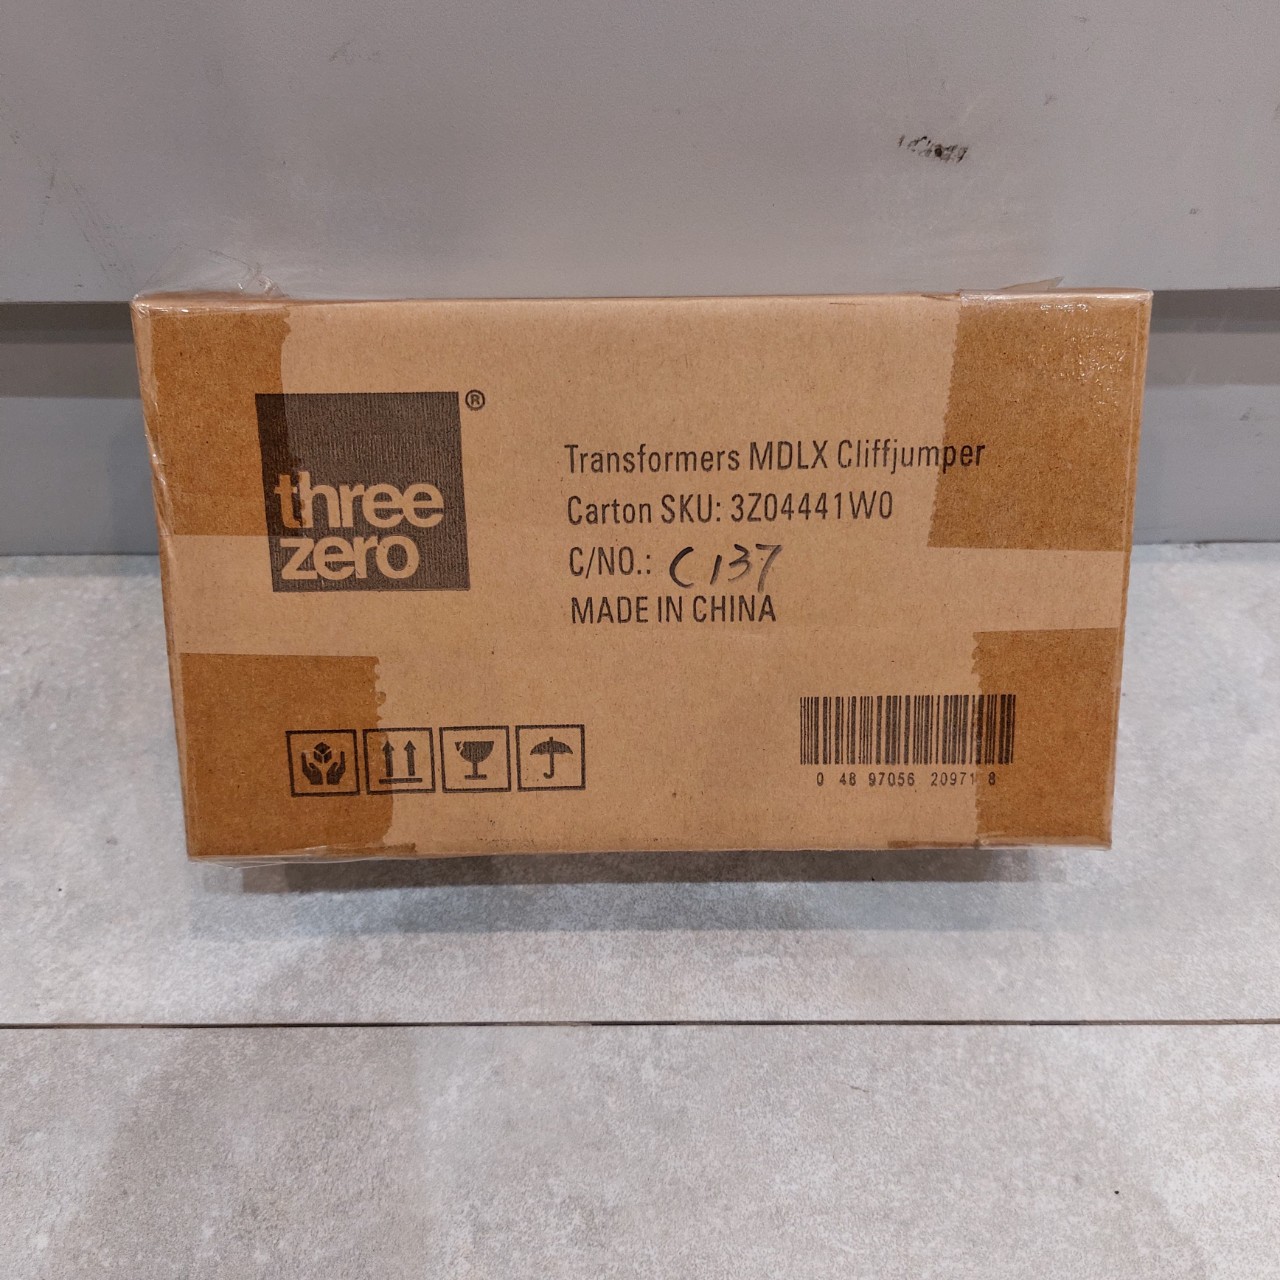 three
zero
®
Transformers MDLX Cliffjumper
Carton SKU: 3Z04441W0
C/NO.: C137
MADE IN CHINA
0 48 97056 20971 8